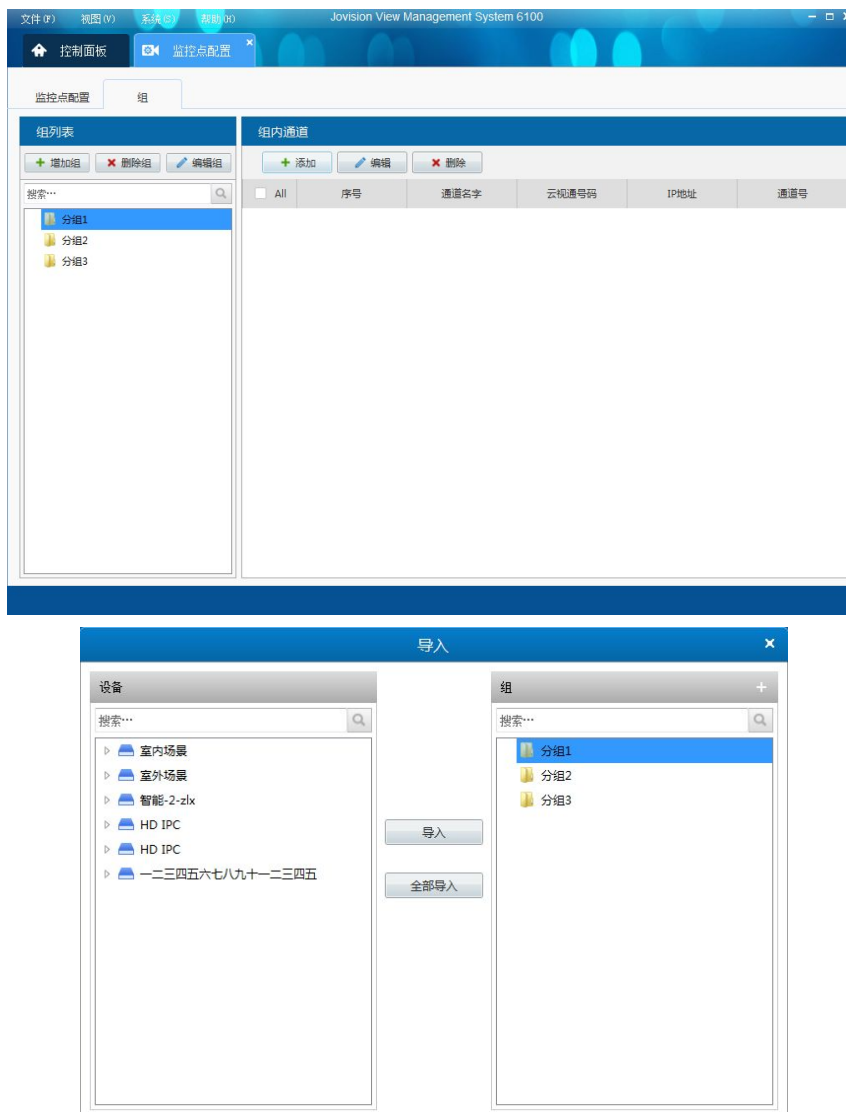 文件(F) 视图(V) 系统(S) 帮助(H) Jovision View Management System 6100
控制面板 监控点配置
监控点配置 组
组列表 组内通道
增加组 删除组 编辑组 添加 编辑 删除
搜索… All 序号 通道名字 云视通号码 IP地址 通道号
分组1
分组2
分组3
导入
设备 组
搜索… 搜索…
室内场景 分组1
室外场景 分组2
智能-2-zlx 分组3
HD IPC
导入
HD IPC
一二三四五六七八九十一二三四五
全部导入